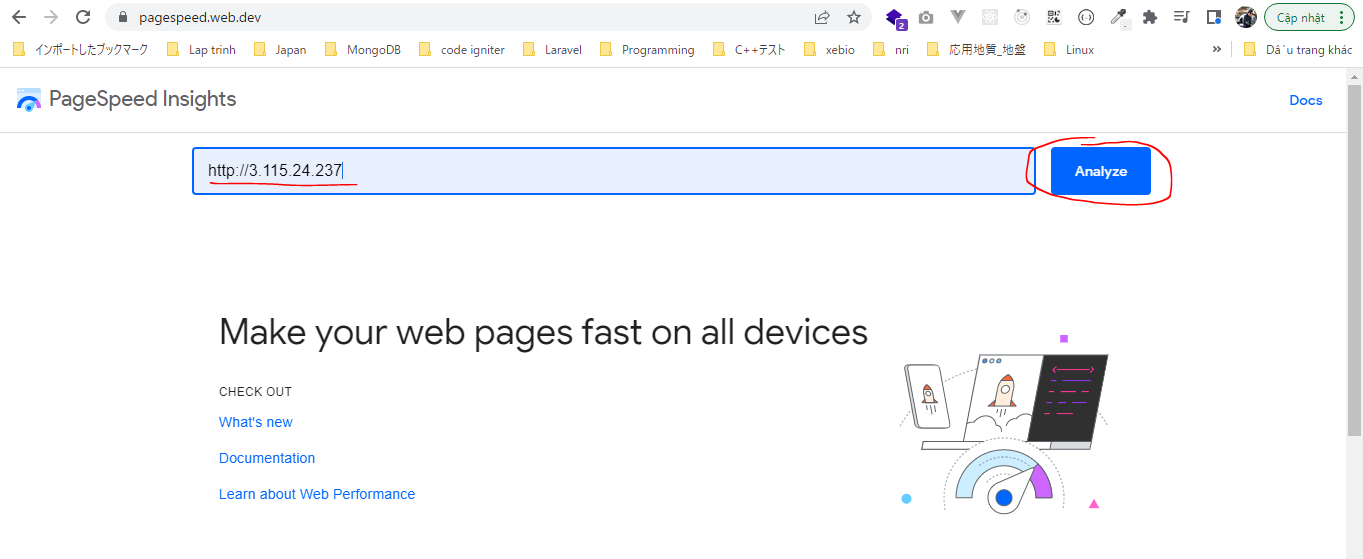 pagespeed.web.dev
2
Cập nhật
インポートしたブックマーク Lap trinh Japan MongoDB code igniter Laravel Programming C++テスト xebio nri 応用地質_地盤 Linux » Dấu trang khác
PageSpeed Insights
Docs
http://3.115.24.237
Analyze
Make your web pages fast on all devices
CHECK OUT
What's new
Documentation
Learn about Web Performance